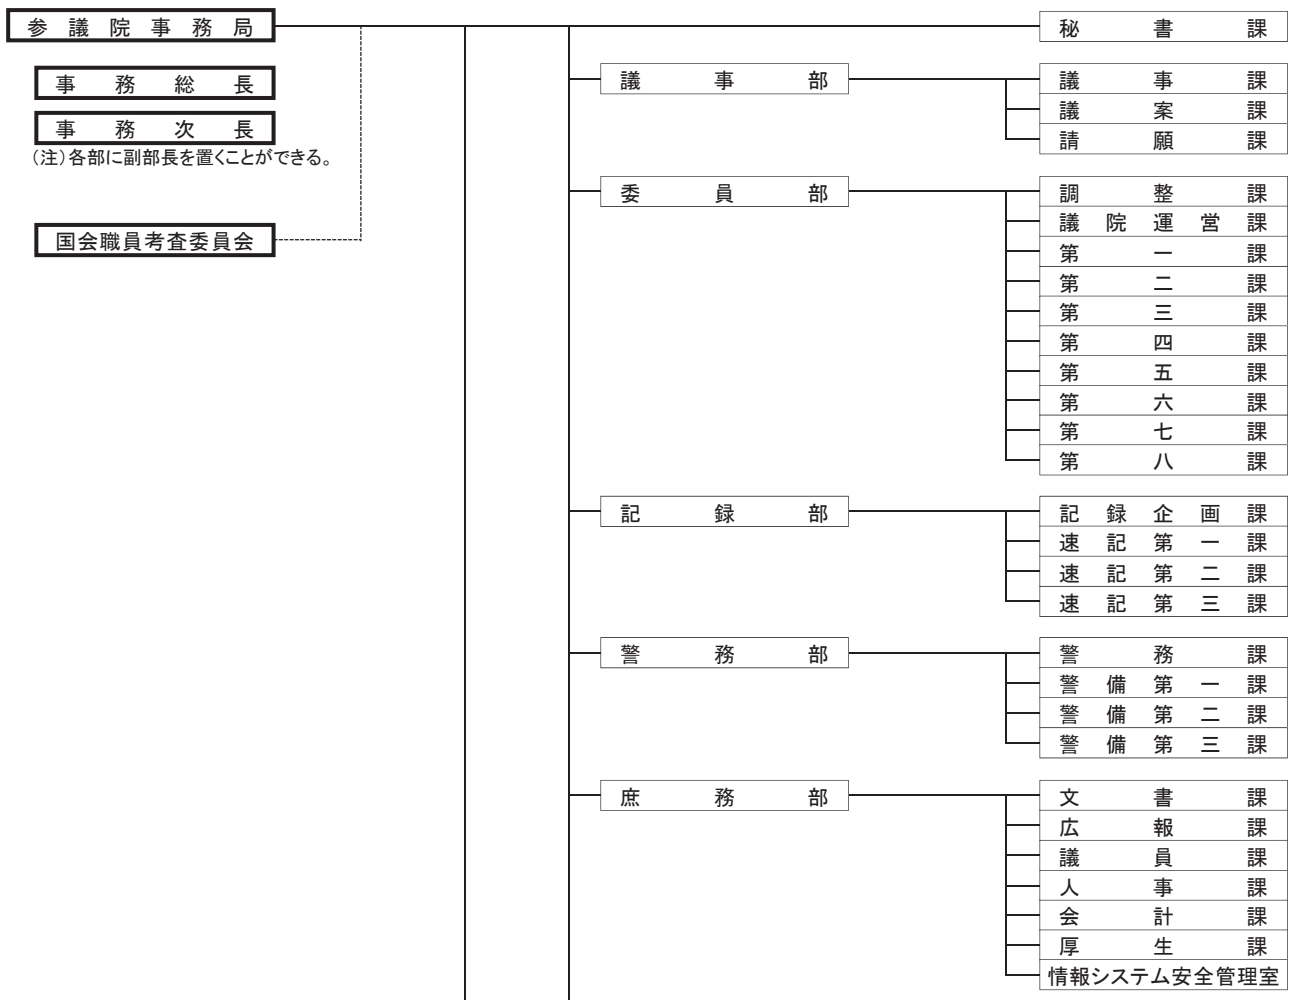 参議院事務局
事務総長
事務次長
(注)各部に副部長を置くことができる。
国会職員考査委員会
秘書課
議事部
議事課
議案課
請願課
委員部
調整課
議院運営課
第一課
第二課
第三課
第四課
第五課
第六課
第七課
第八課
記録部
記録企画課
速記第一課
速記第二課
速記第三課
警務部
警務課
警備第一課
警備第二課
警備第三課
庶務部
文書課
広報課
議員課
人事課
会計課
厚生課
情報システム安全管理室